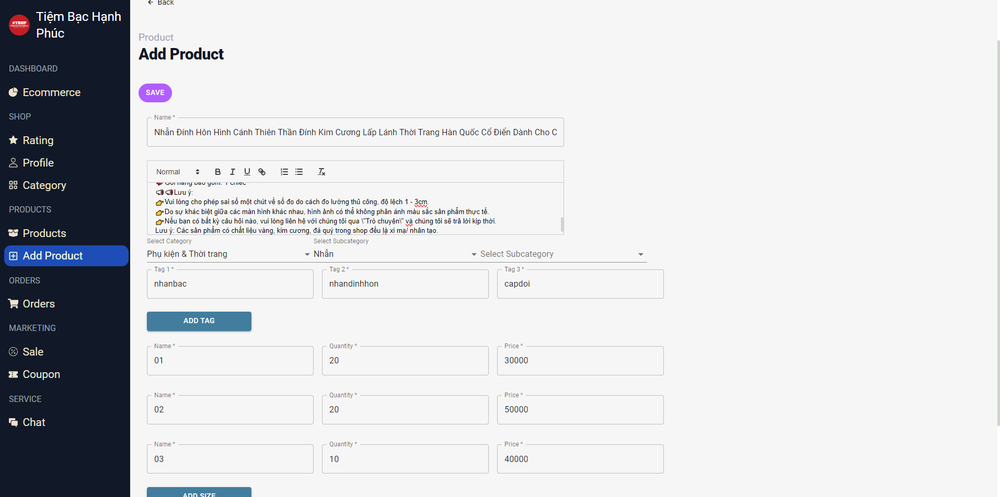 #TBHP
Tiệm Bạc Hạnh
Phúc
DASHBOARD
Ecommerce
SHOP
Rating
Profile
Category
PRODUCTS
Products
Add Product
ORDERS
Orders
MARKETING
Sale
Coupon
SERVICE
Chat
Back
Product
Add Product
SAVE
Name *
Nhẫn Đính Hôn Hình Cánh Thiên Thần Đính Kim Cương Lấp Lánh Thời Trang Hàn Quốc Cổ Điển Dành Cho C
Normal
Gói hàng bao gồm: 1 chiếc
Lưu ý:
Vui lòng cho phép sai số một chút về số đo do cách đo lường thủ công, độ lệch 1 - 3cm.
Do sự khác biệt giữa các màn hình khác nhau, hình ảnh có thể không phản ánh màu sắc sản phẩm thực tế.
Nếu bạn có bất kỳ câu hỏi nào, vui lòng liên hệ với chúng tôi qua \"Trò chuyện\" và chúng tôi sẽ trả lời kịp thời.
Lưu ý: Các sản phẩm có chất liệu vàng, kim cương, đá quý trong shop đều là xi mạ/ nhân tạo.
Select Category
Select Subcategory
Phụ kiện & Thời trang
Nhẫn
Select Subcategory
Tag 1 *
Tag 2 *
Tag 3 *
nhanbac
nhandinhhon
capdoi
ADD TAG
Name *
Quantity *
Price *
01
20
30000
Name *
Quantity *
Price *
02
20
50000
Name *
Quantity *
Price *
03
10
40000
ADD SIZE